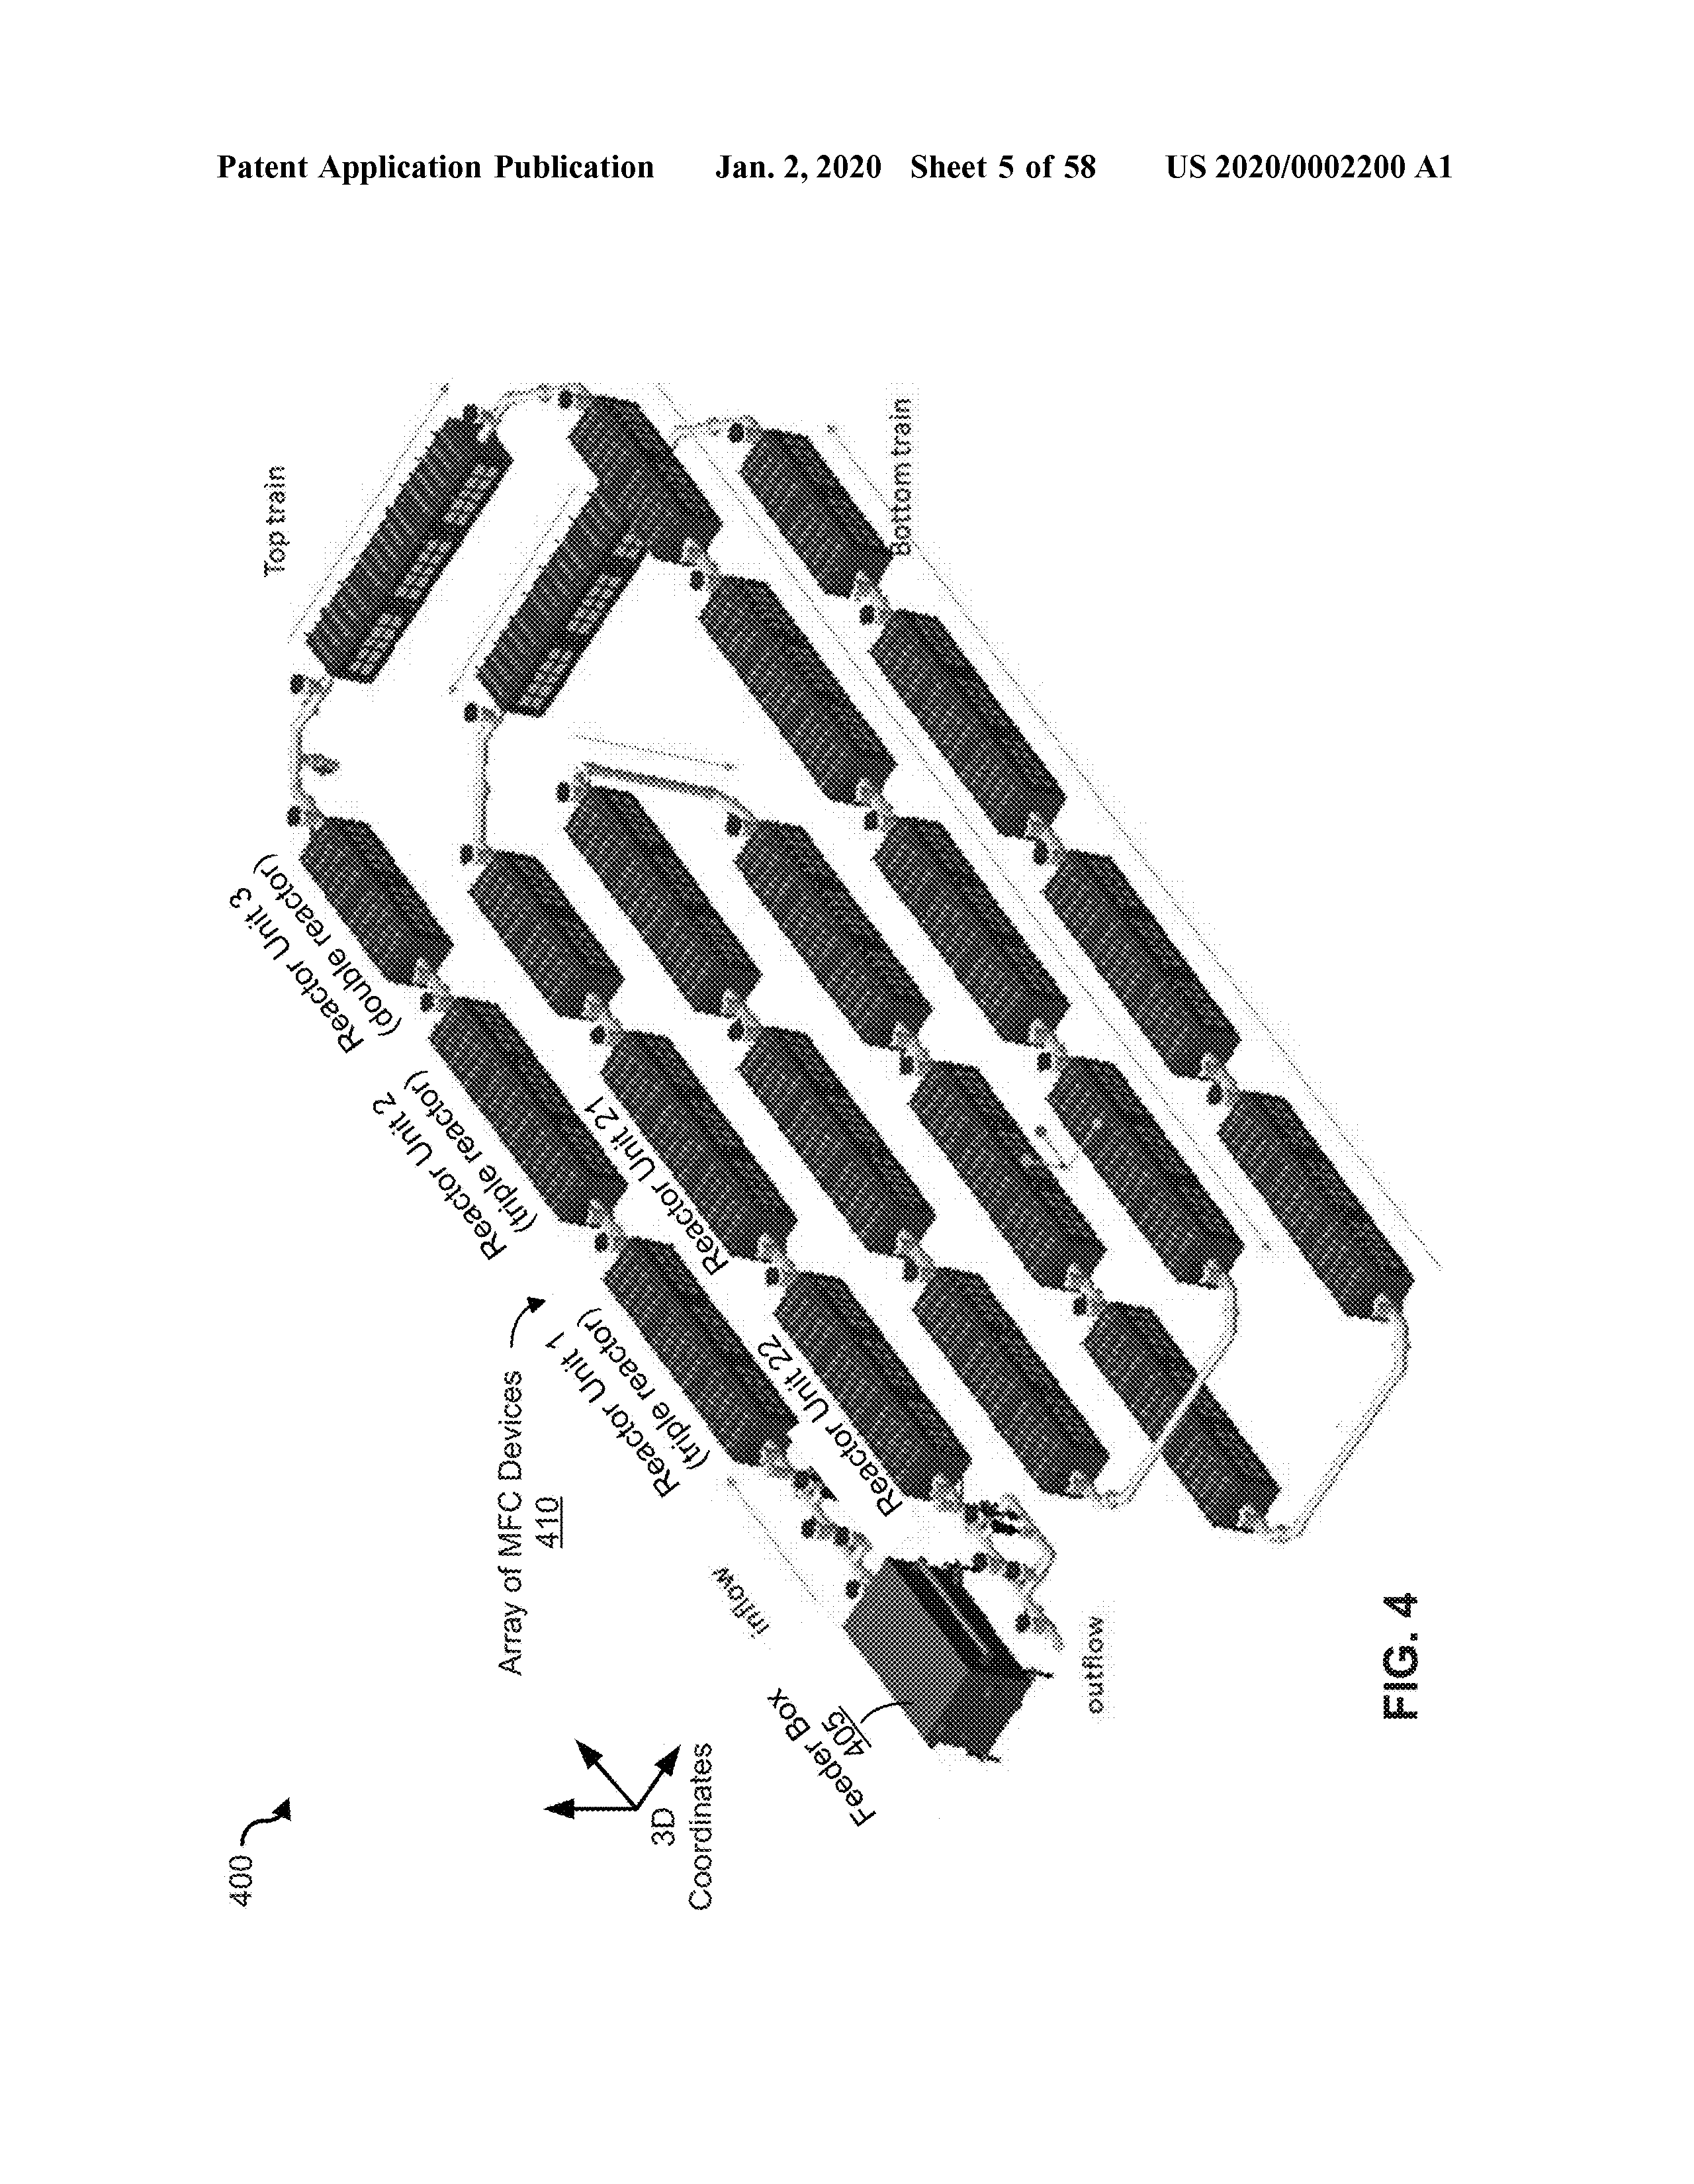 Patent Application Publication Jan. 2, 2020 Sheet 5 of 58 US 2020/0002200 A1
400
3D
Coordinates
Array of MFC Devices
410
Feeder Box
405
inflow
outflow
Reactor Unit 1
(triple reactor)
Reactor Unit 2
(triple reactor)
Reactor Unit 3
(double reactor)
Reactor Unit 21
Reactor Unit 22
Top train
Bottom train
FIG. 4